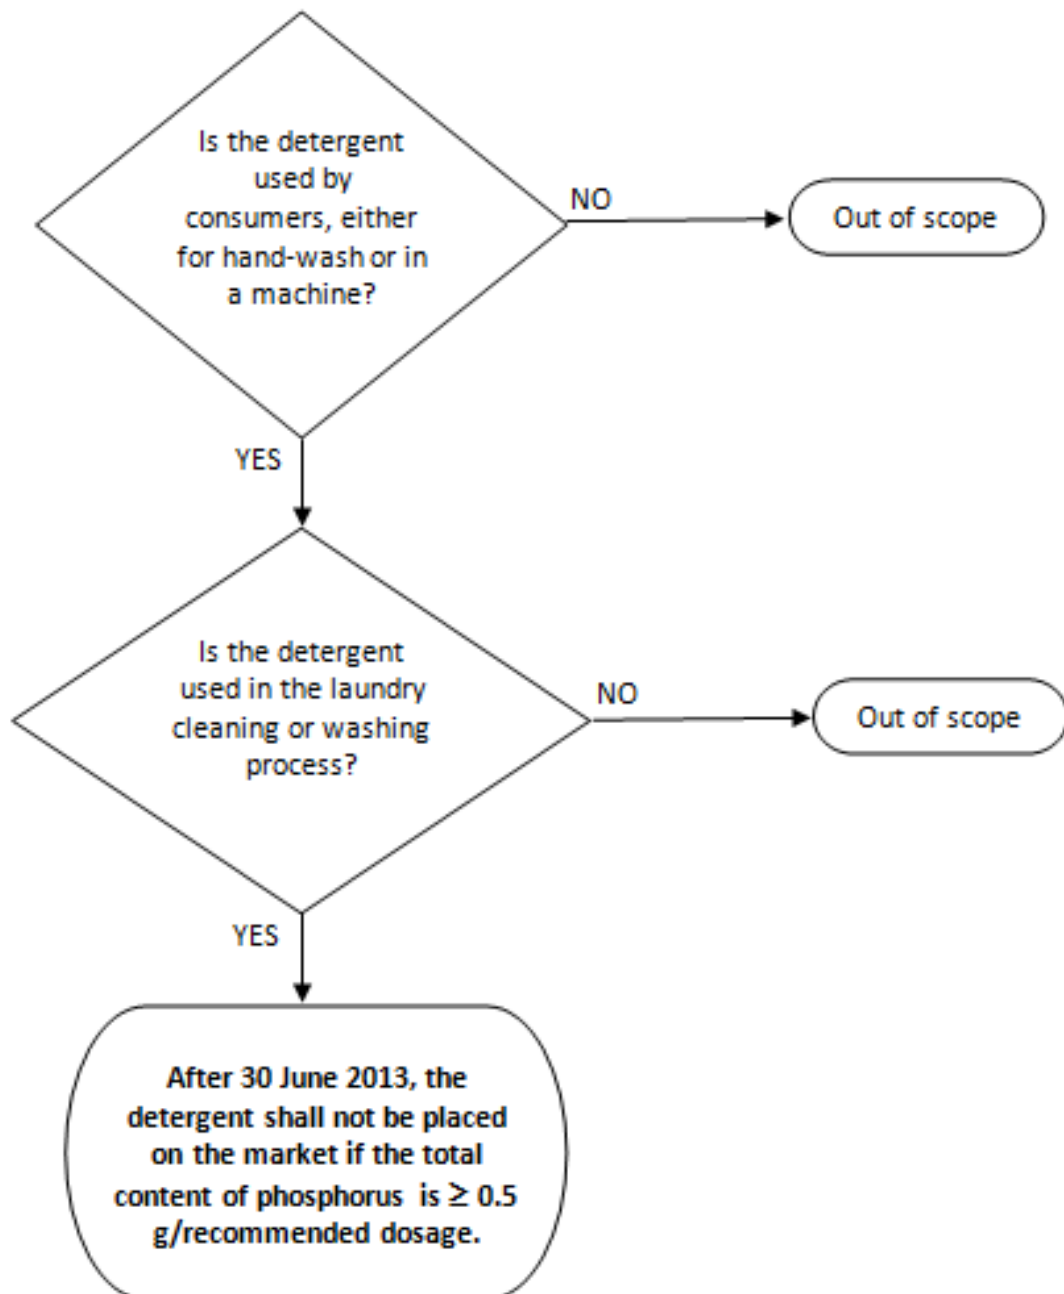 Is the detergent
used by
consumers, either
for hand-wash or in
a machine?
NO
Out of scope
YES
Is the detergent
used in the laundry
cleaning or washing
process?
NO
Out of scope
YES
After 30 June 2013, the
detergent shall not be placed
on the market if the total
content of phosphorus is ≥ 0.5
g/recommended dosage.